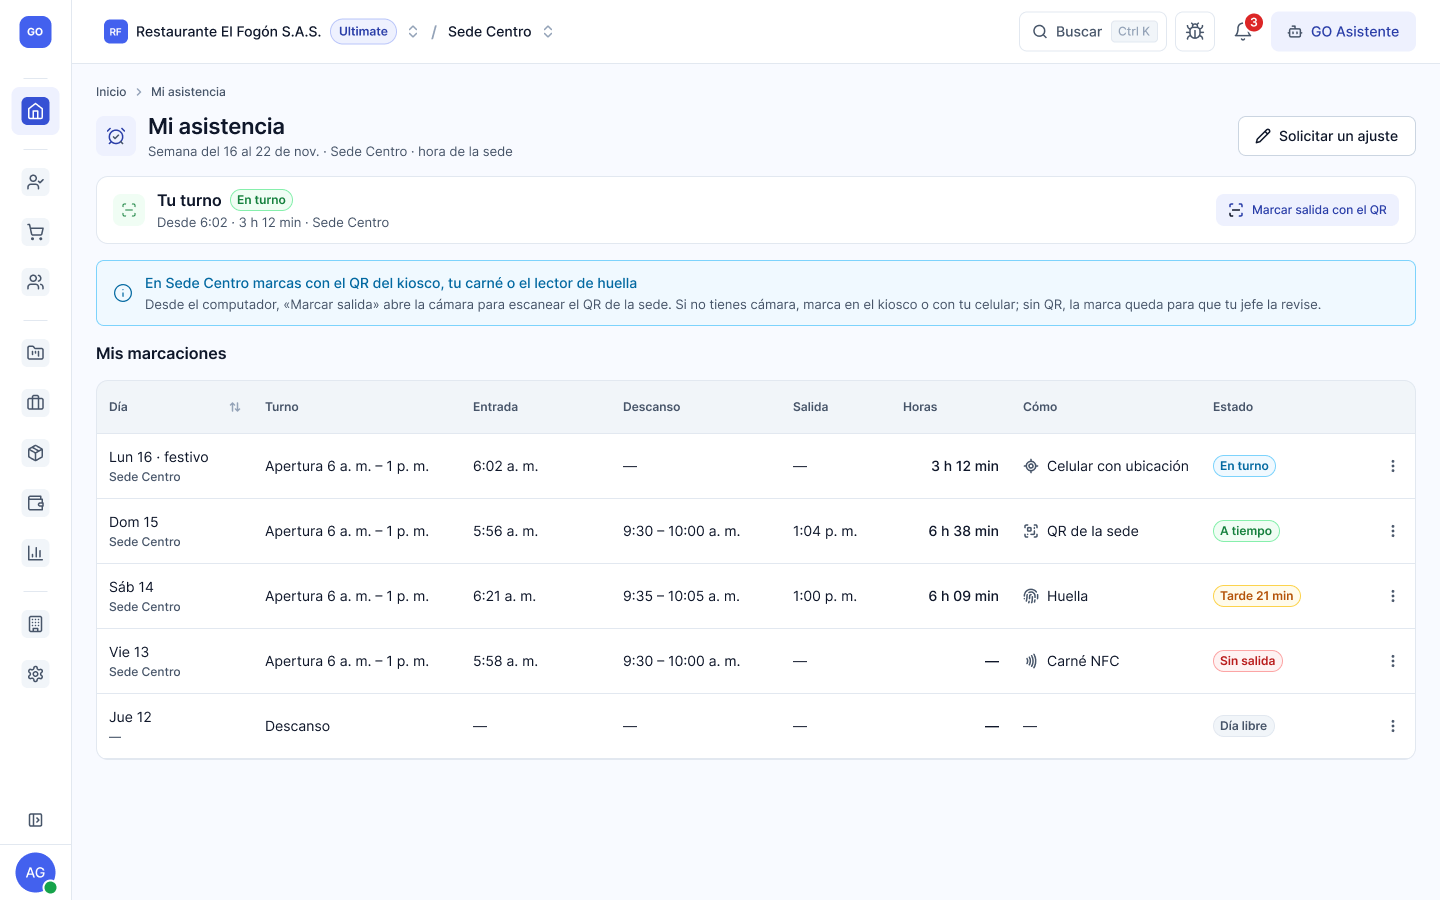 GO
RF Restaurante El Fogón S.A.S. Ultimate / Sede Centro
Buscar Ctrl K
3
GO Asistente
Inicio Mi asistencia
Mi asistencia
Semana del 16 al 22 de nov. · Sede Centro · hora de la sede
Solicitar un ajuste
Tu turno En turno
Desde 6:02 · 3 h 12 min · Sede Centro
Marcar salida con el QR
En Sede Centro marcas con el QR del kiosco, tu carné o el lector de huella
Desde el computador, «Marcar salida» abre la cámara para escanear el QR de la sede. Si no tienes cámara, marca en el kiosco o con tu celular; sin QR, la marca queda para que tu jefe la revise.
Mis marcaciones
Día Turno Entrada Descanso Salida Horas Cómo Estado
Lun 16 · festivo
Sede Centro
Apertura 6 a. m. – 1 p. m. 6:02 a. m. — — 3 h 12 min Celular con ubicación En turno
Dom 15
Sede Centro
Apertura 6 a. m. – 1 p. m. 5:56 a. m. 9:30 – 10:00 a. m. 1:04 p. m. 6 h 38 min QR de la sede A tiempo
Sáb 14
Sede Centro
Apertura 6 a. m. – 1 p. m. 6:21 a. m. 9:35 – 10:05 a. m. 1:00 p. m. 6 h 09 min Huella Tarde 21 min
Vie 13
Sede Centro
Apertura 6 a. m. – 1 p. m. 5:58 a. m. 9:30 – 10:00 a. m. — — Carné NFC Sin salida
Jue 12
—
Descanso — — — — — Día libre
AG